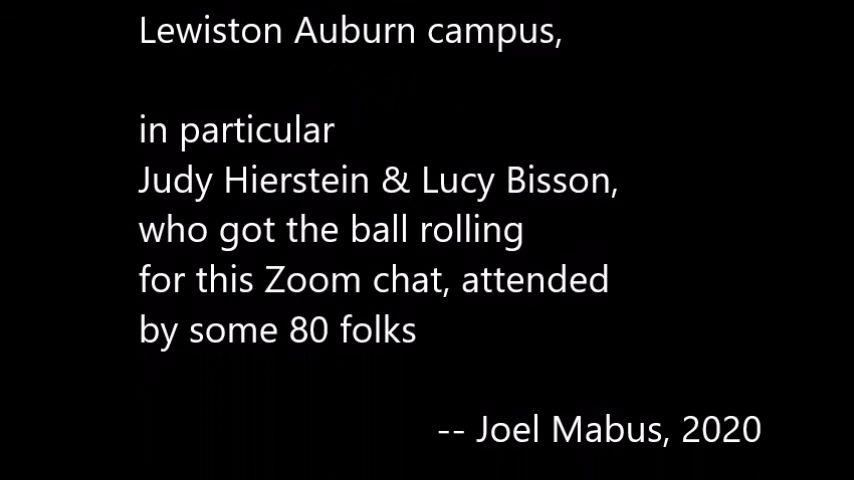 Lewiston Auburn campus,
in particular
Judy Hierstein & Lucy Bisson,
who got the ball rolling
for this Zoom chat, attended
by some 80 folks
-- Joel Mabus, 2020